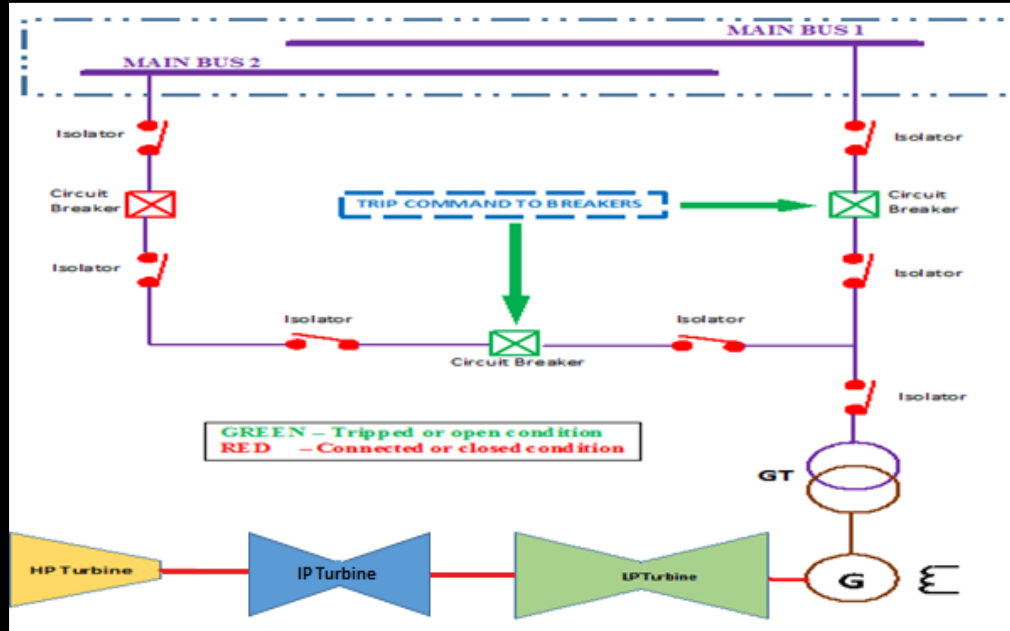 MAIN BUS 1
MAIN BUS 2
Isolator
Isolator
Circuit
Breaker
TRIP COMMAND TO BREAKERS
Circuit
Breaker
Isolator
Isolator
Isolator
Isolator
Circuit Breaker
Isolator
GREEN – Tripped or open condition
RED – Connected or closed condition
GT
HP Turbine
IP Turbine
LP Turbine
G